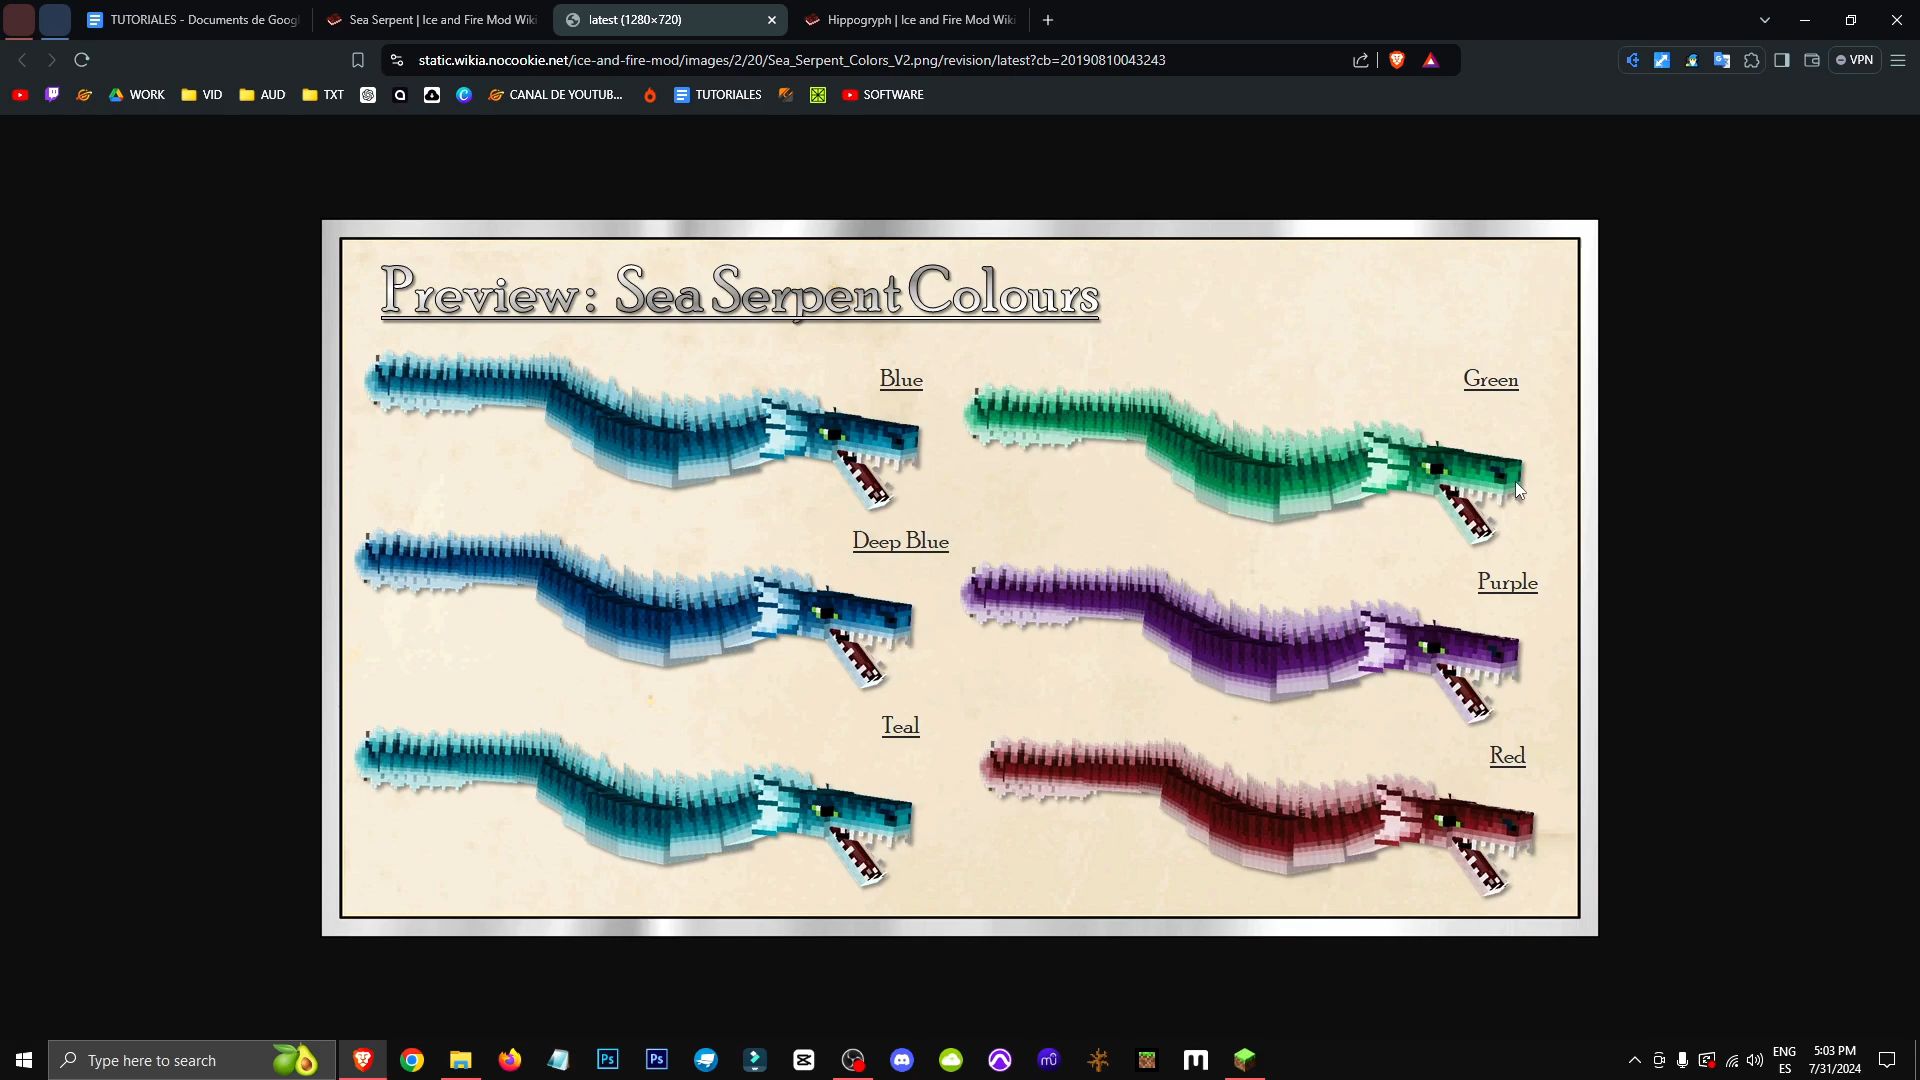 TUTORIALES - Documents de Goog
Sea Serpent | Ice and Fire Mod Wiki
latest (1280×720)
Hippogryph | Ice and Fire Mod Wiki
static.wikia.nocookie.net/ice-and-fire-mod/images/2/20/Sea_Serpent_Colors_V2.png/revision/latest?cb=20190810043243
VPN
WORK
VID
AUD
TXT
CANAL DE YOUTUB...
TUTORIALES
SOFTWARE
Preview: Sea Serpent Colours
Blue
Green
Deep Blue
Purple
Teal
Red
Type here to search
Ps
Ps
ENG
ES
5:03 PM
7/31/2024